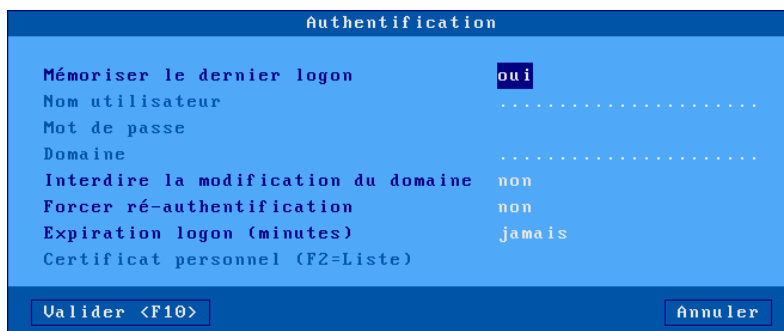 Authentification
Mémoriser le dernier logon oui
Nom utilisateur ........................
Mot de passe
Domaine ........................
Interdire la modification du domaine non
Forcer ré-authentification non
Expiration logon (minutes) jamais
Certificat personnel (F2=Liste)
Valider <F10> Annuler